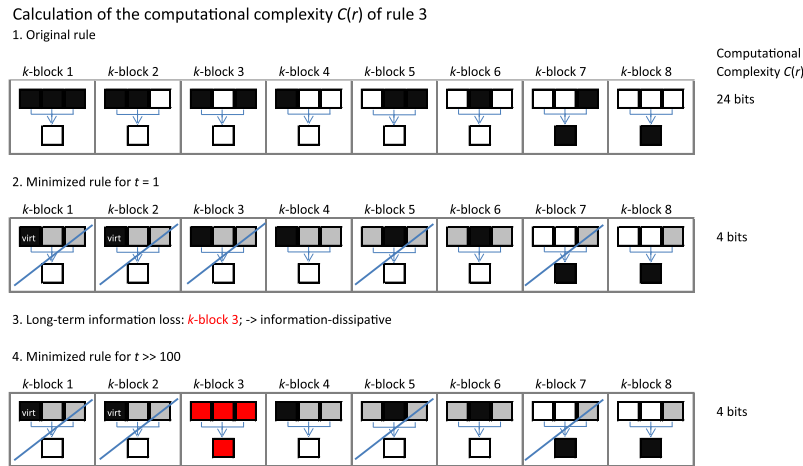 Calculation of the computational complexity C(r) of rule 3
1. Original rule
Computational
Complexity C(r)
k-block 1 k-block 2 k-block 3 k-block 4 k-block 5 k-block 6 k-block 7 k-block 8
24 bits
2. Minimized rule for t = 1
k-block 1 k-block 2 k-block 3 k-block 4 k-block 5 k-block 6 k-block 7 k-block 8
virt virt
4 bits
3. Long-term information loss: k-block 3; -> information-dissipative
4. Minimized rule for t >> 100
k-block 1 k-block 2 k-block 3 k-block 4 k-block 5 k-block 6 k-block 7 k-block 8
virt virt
4 bits